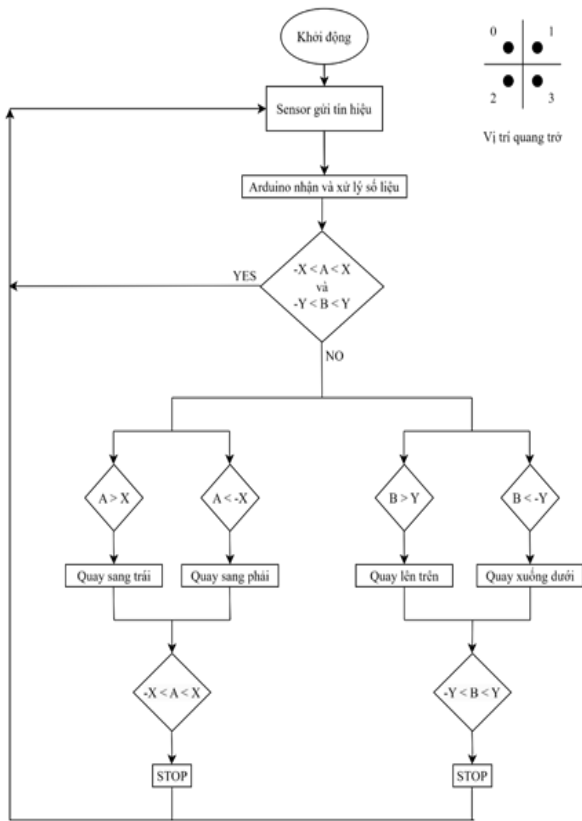 Khởi động
0 1
2 3
Vị trí quang trở
Sensor gửi tín hiệu
Arduino nhận và xử lý số liệu
-X < A < X
và
-Y < B < Y
YES
NO
A > X
A < -X
B > Y
B < -Y
Quay sang trái
Quay sang phải
Quay lên trên
Quay xuống dưới
-X < A < X
-Y < B < Y
STOP
STOP